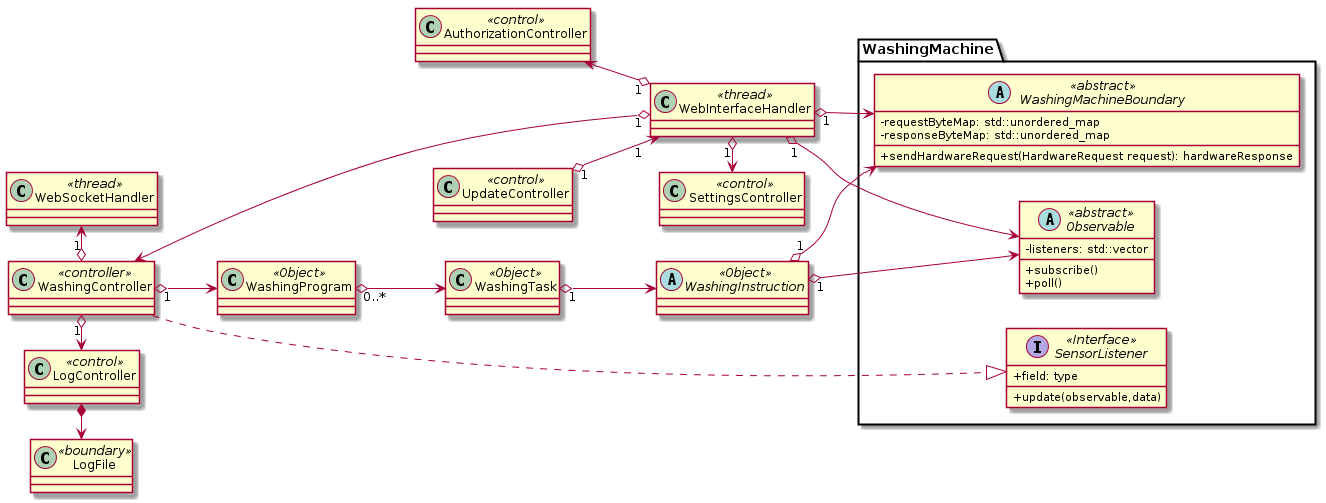 C
«control»
AuthorizationController
WashingMachine
1
C
«thread»
WebInterfaceHandler
1
1
A
«abstract»
WashingMachineBoundary
-requestByteMap: std::unordered_map
-responseByteMap: std::unordered_map
+sendHardwareRequest(HardwareRequest request): hardwareResponse
1
1
1
C
«control»
UpdateController
1
C
«control»
SettingsController
C
«thread»
WebSocketHandler
A
«abstract»
Observable
-listeners: std::vector
+subscribe()
+poll()
1
1
C
«controller»
WashingController
1
C
«Object»
WashingProgram
0..*
C
«Object»
WashingTask
1
A
«Object»
WashingInstruction
1
1
C
«control»
LogController
I
«Interface»
SensorListener
+field: type
+update(observable,data)
C
«boundary»
LogFile